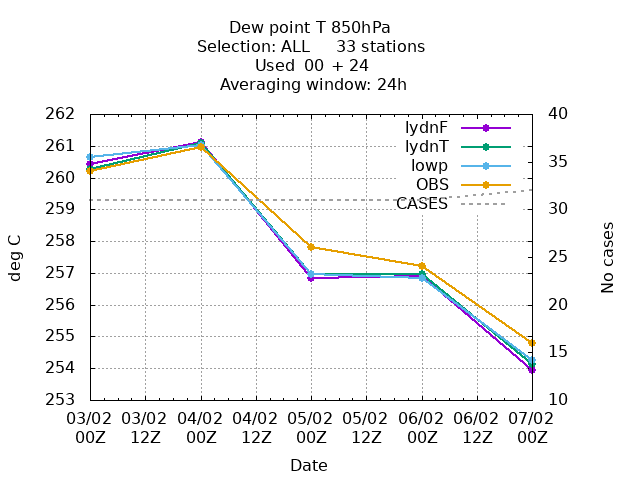 Dew point T 850hPa
Selection: ALL     33 stations
Used  00 + 24
Averaging window: 24h
262
261
260
259
258
257
256
255
254
253
40
35
30
25
20
15
10
lydnF
lydnT
lowp
OBS
CASES
deg C
No cases
03/02 03/02 04/02 04/02 05/02 05/02 06/02 06/02 07/02
00Z 12Z 00Z 12Z 00Z 12Z 00Z 12Z 00Z
Date